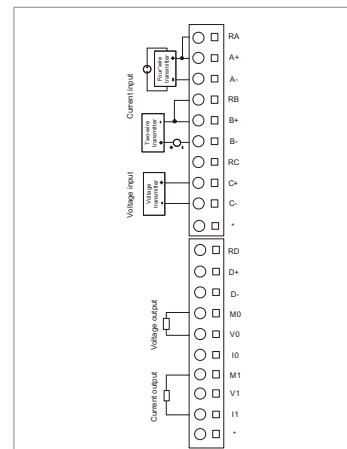 Current input
Four-wire
transmitter
Two-wire
transmitter
Voltage input
Voltage
transmitter
Voltage output
Current output
RA
A+
A-
RB
B+
B-
RC
C+
C-
*
RD
D+
D-
M0
V0
I0
M1
V1
I1
*